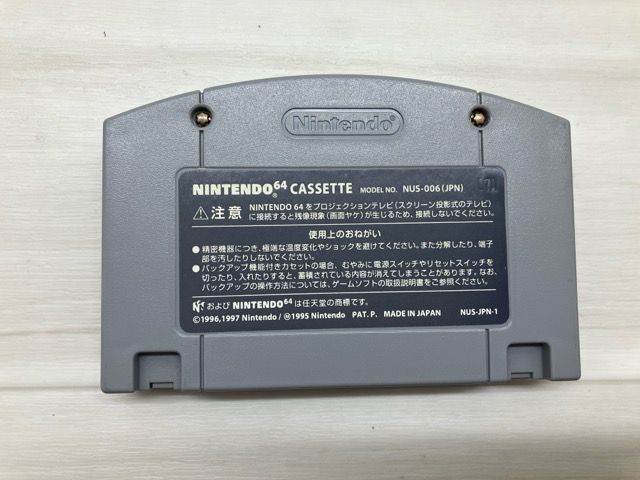 Nintendo
NINTENDO64 CASSETTE MODEL NO. NUS-006(JPN)
⚠注意 NINTENDO 64 をプロジェクションテレビ(スクリーン投影式のテレビ)
に接続すると残像現象(画面ヤケ)が生じるため、接続しないでください。
使用上のおねがい
●精密機器につき、極端な温度変化やショックを避けてください。また分解したり、端子
部を汚したりしないでください。
●バックアップ機能付きカセットの場合、むやみに電源スイッチやリセットスイッチを
切ったり、入れたりすると、蓄積されている内容が消えてしまうことがあります。なお、
バックアップの操作方法については、ゲームソフトの取扱説明書をご参照ください。
および NINTENDO64 は任天堂の商標です。
©1996,1997 Nintendo / Ⓗ1995 Nintendo PAT. P. MADE IN JAPAN NUS-JPN-1